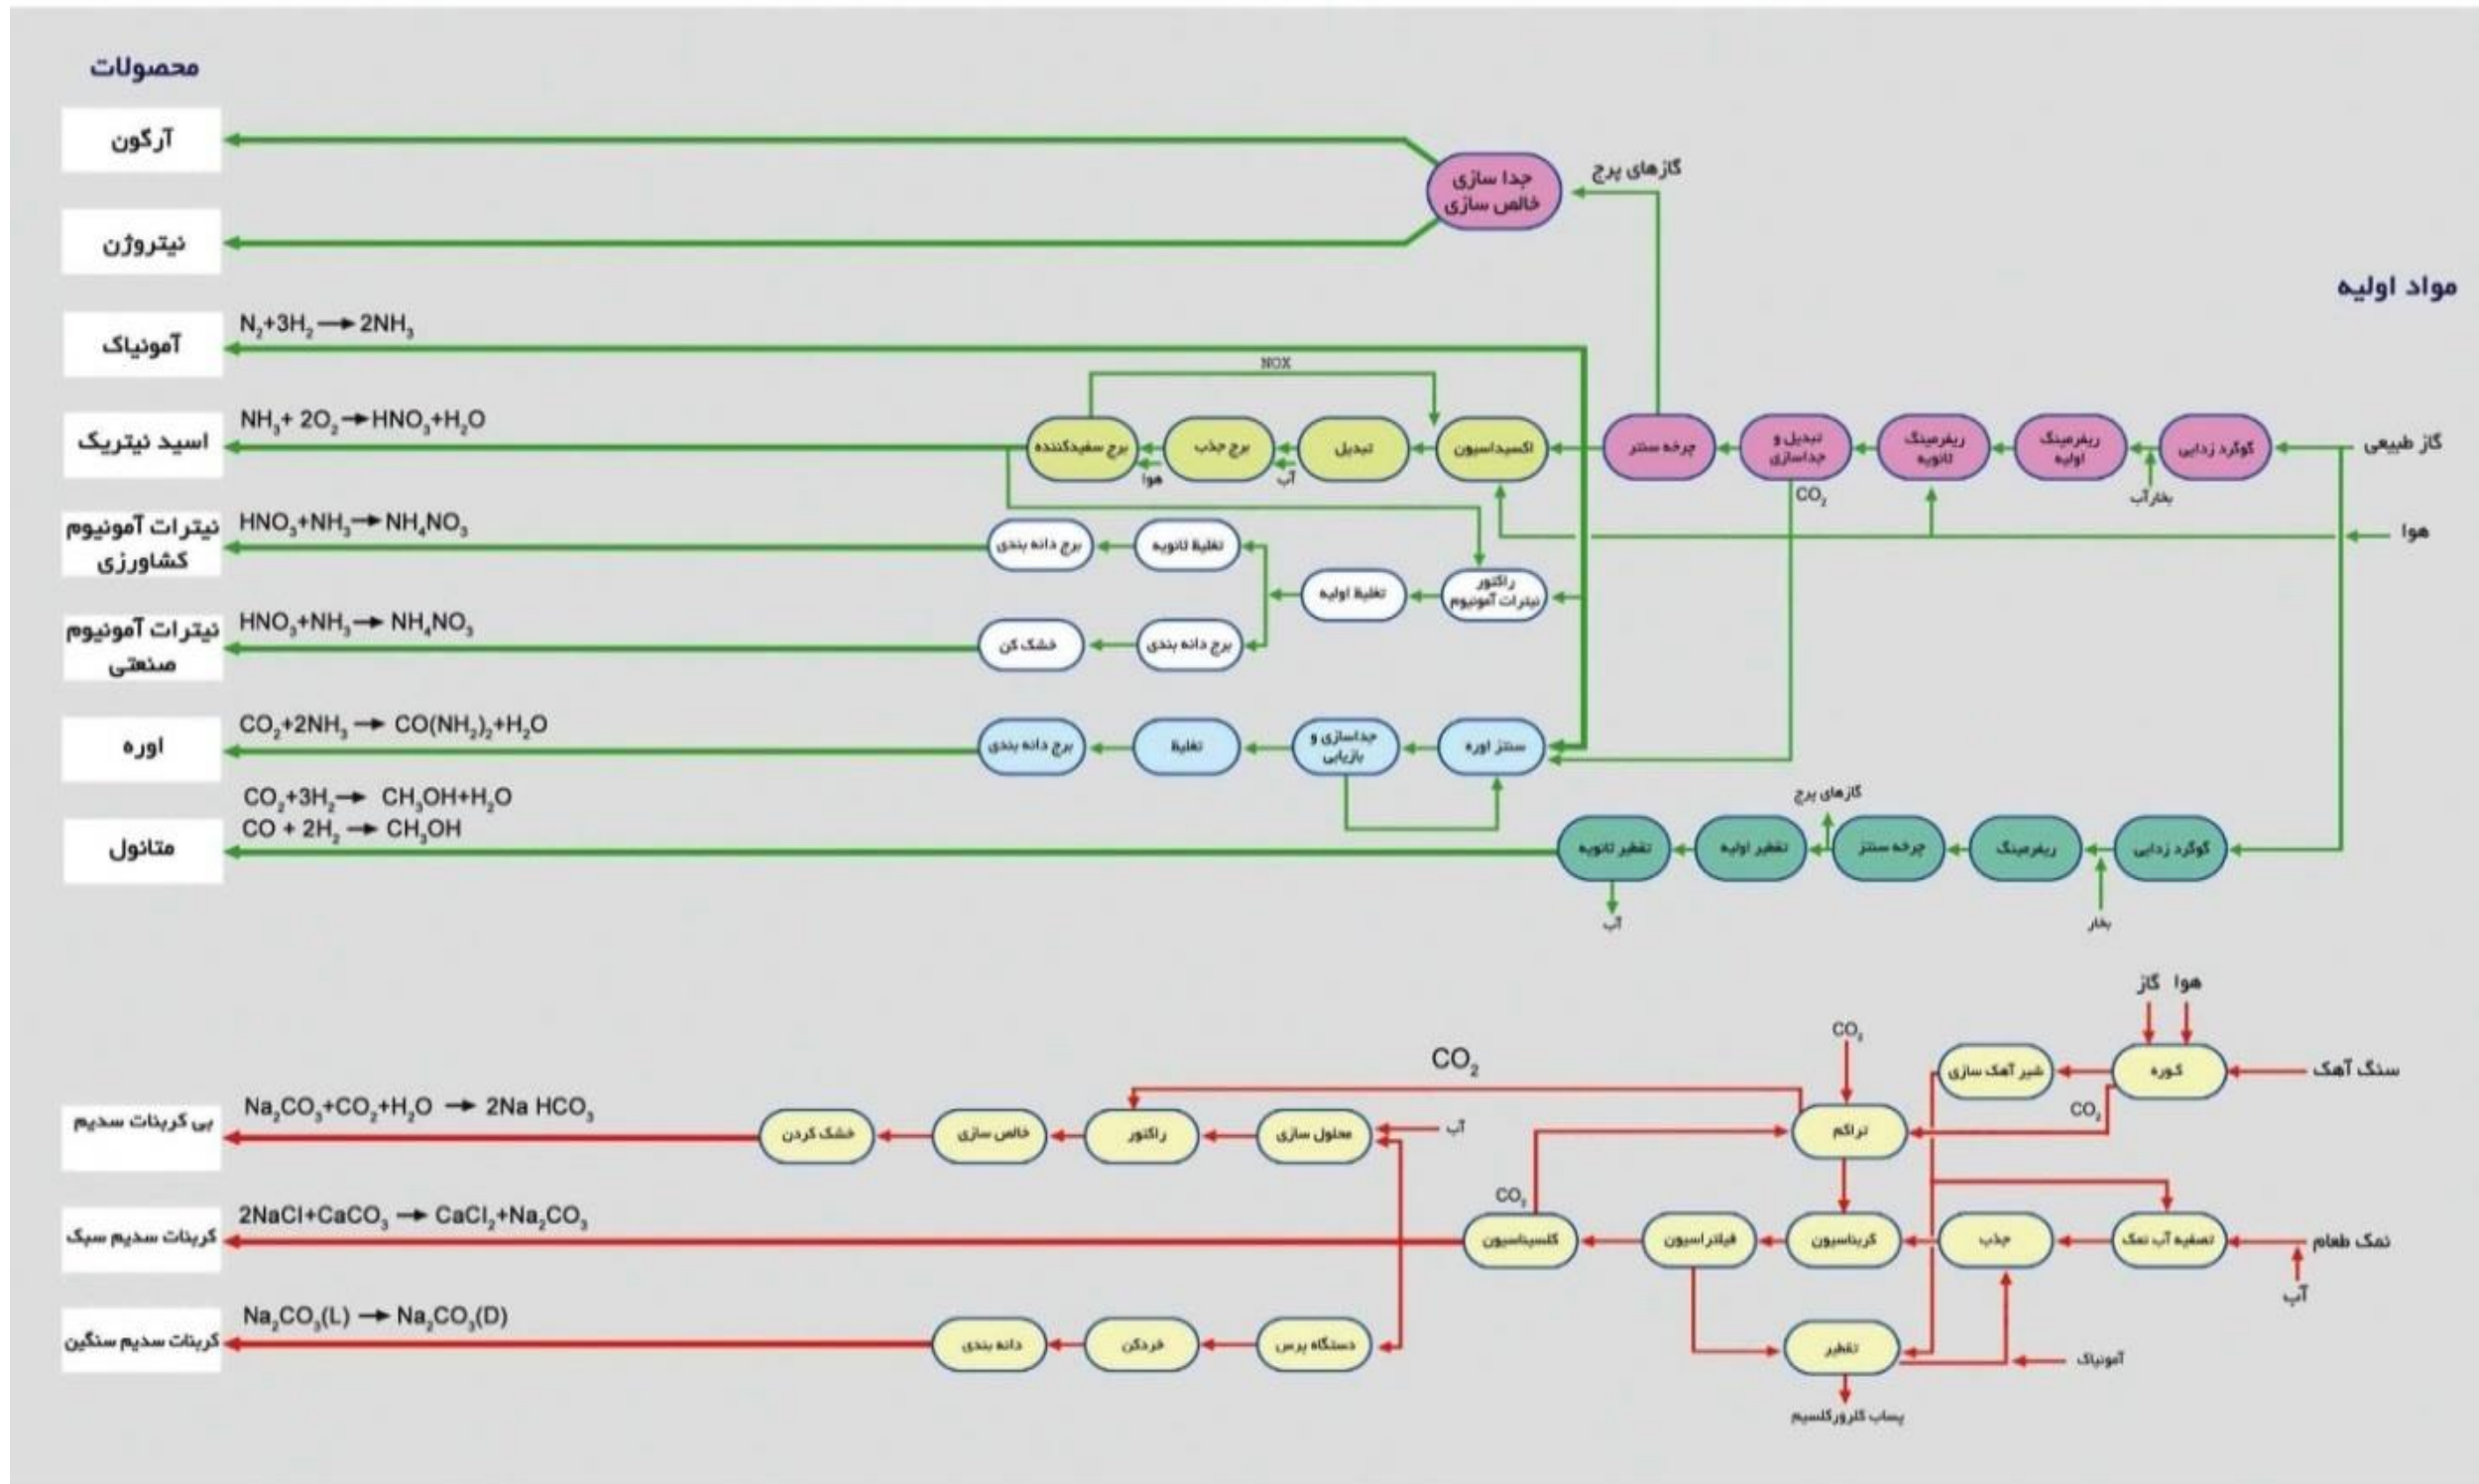 محصولات
مواد اولیه
آرگون
جدا سازی
خالص سازی
گازهای پرج
نیتروژن
آمونیاک
N₂+3H₂ → 2NH₃
NOX
اسید نیتریک
NH₃+ 2O₂ → HNO₃+H₂O
گاز طبیعی
گوگرد زدایی
بخار آب
ریفرمینگ
اولیه
ریفرمینگ
ثانویه
تبدیل و
جداسازی
CO₂
چرخه سنتز
اکسیداسیون
تبدیل
آب
برج جذب
هوا
برج سفیدکننده
هوا
نیترات آمونیوم
کشاورزی
HNO₃+NH₃ → NH₄NO₃
برج دانه بندی
تغلیظ ثانویه
تغلیظ اولیه
راکتور
نیترات آمونیوم
نیترات آمونیوم
صنعتی
HNO₃+NH₃ → NH₄NO₃
خشک کن
برج دانه بندی
اوره
CO₂+2NH₃ → CO(NH₂)₂+H₂O
سنتز اوره
جداسازی و
بازیابی
تغلیظ
برج دانه بندی
متانول
CO₂+3H₂ → CH₃OH+H₂O
CO + 2H₂ → CH₃OH
گوگرد زدایی
بخار
ریفرمینگ
چرخه سنتز
گازهای پرج
تقطیر اولیه
تقطیر ثانویه
آب
گاز
هوا
سنگ آهک
کوره
شیر آهک سازی
CO₂
CO₂
CO₂
تراکم
بی کربنات سدیم
Na₂CO₃+CO₂+H₂O → 2Na HCO₃
آب
محلول سازی
راکتور
خالص سازی
خشک کردن
کربنات سدیم سبک
2NaCl+CaCO₃ → CaCl₂+Na₂CO₃
نمک طعام
آب
تصفیه آب نمک
جذب
کربناسیون
فیلتراسیون
کلسیناسیون
CO₂
کربنات سدیم سنگین
Na₂CO₃(L) → Na₂CO₃(D)
دستگاه پرس
خردکن
دانه بندی
تقطیر
آمونیاک
پساب کلرورکلسیم